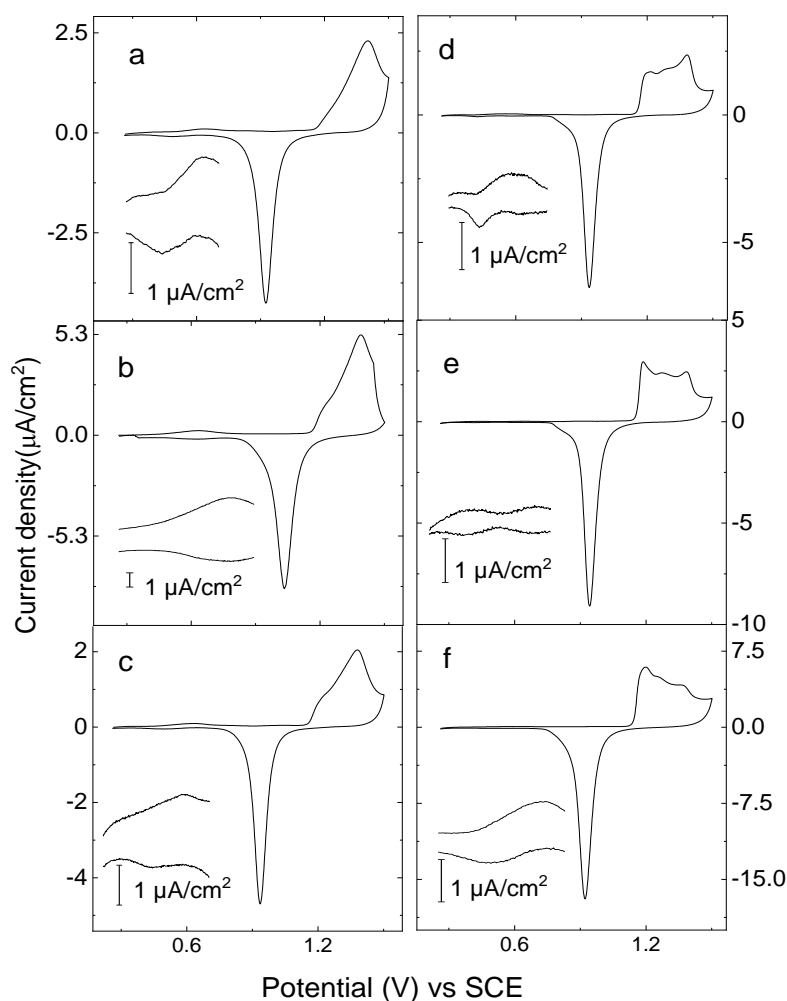 a
2.5
0.0
-2.5
1 µA/cm²
b
5.3
0.0
-5.3
1 µA/cm²
c
2
0
-2
-4
1 µA/cm²
0.6 1.2
d
0
-5
1 µA/cm²
e
5
0
-5
-10
1 µA/cm²
f
7.5
0.0
-7.5
-15.0
1 µA/cm²
0.6 1.2
Current density(µA/cm²)
Potential (V) vs SCE